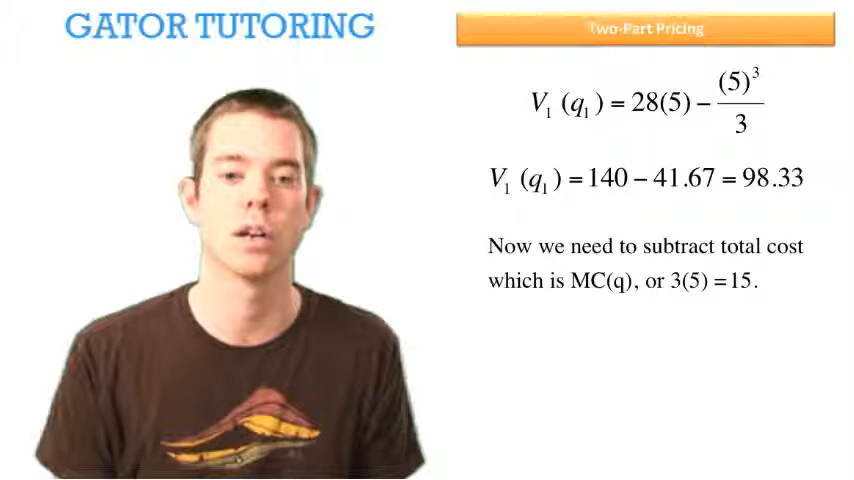 GATOR TUTORING
Two-Part Pricing
V₁ (q₁) = 28(5) − (5)³/3
V₁ (q₁) = 140 − 41.67 = 98.33
Now we need to subtract total cost
which is MC(q), or 3(5) = 15.